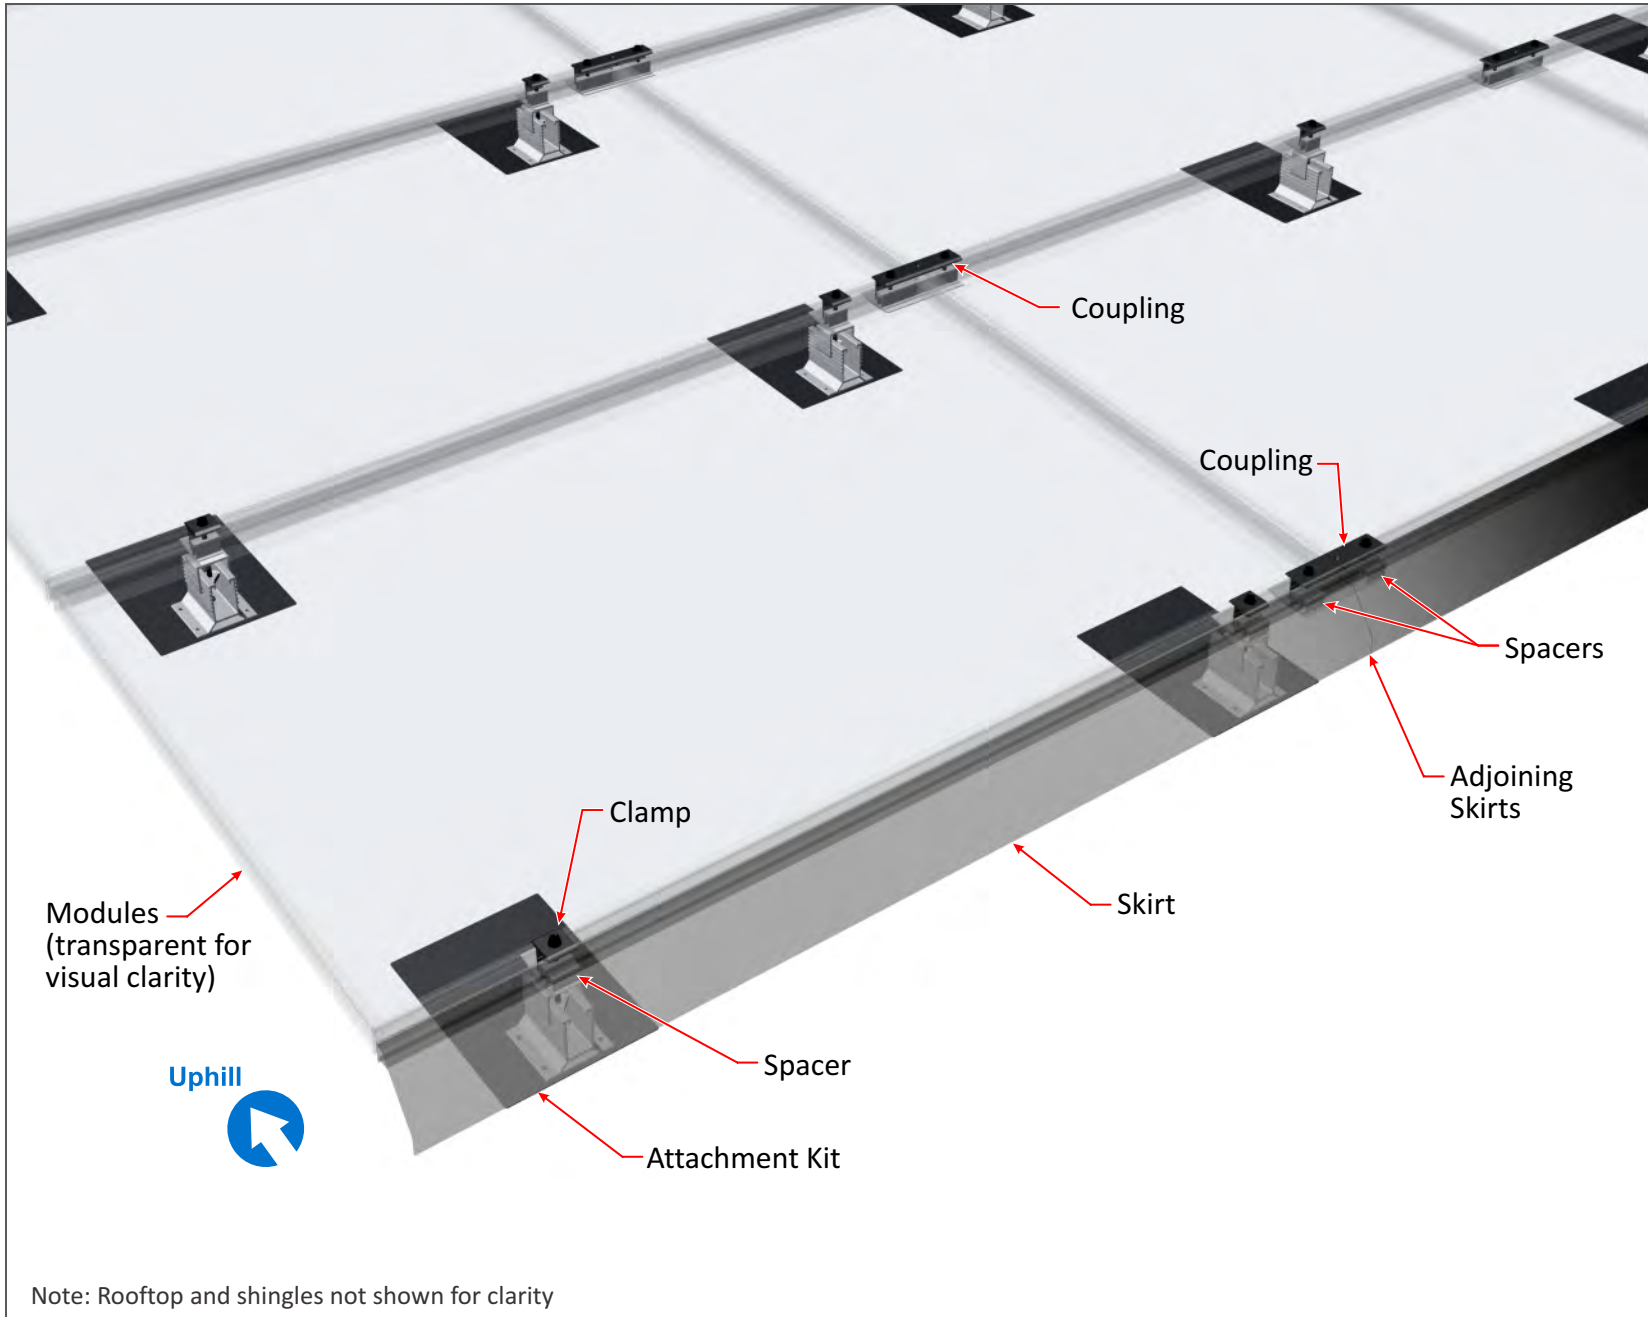 Coupling
Coupling
Spacers
Adjoining
Skirts
Clamp
Skirt
Modules
(transparent for
visual clarity)
Spacer
Uphill
Attachment Kit
Note: Rooftop and shingles not shown for clarity